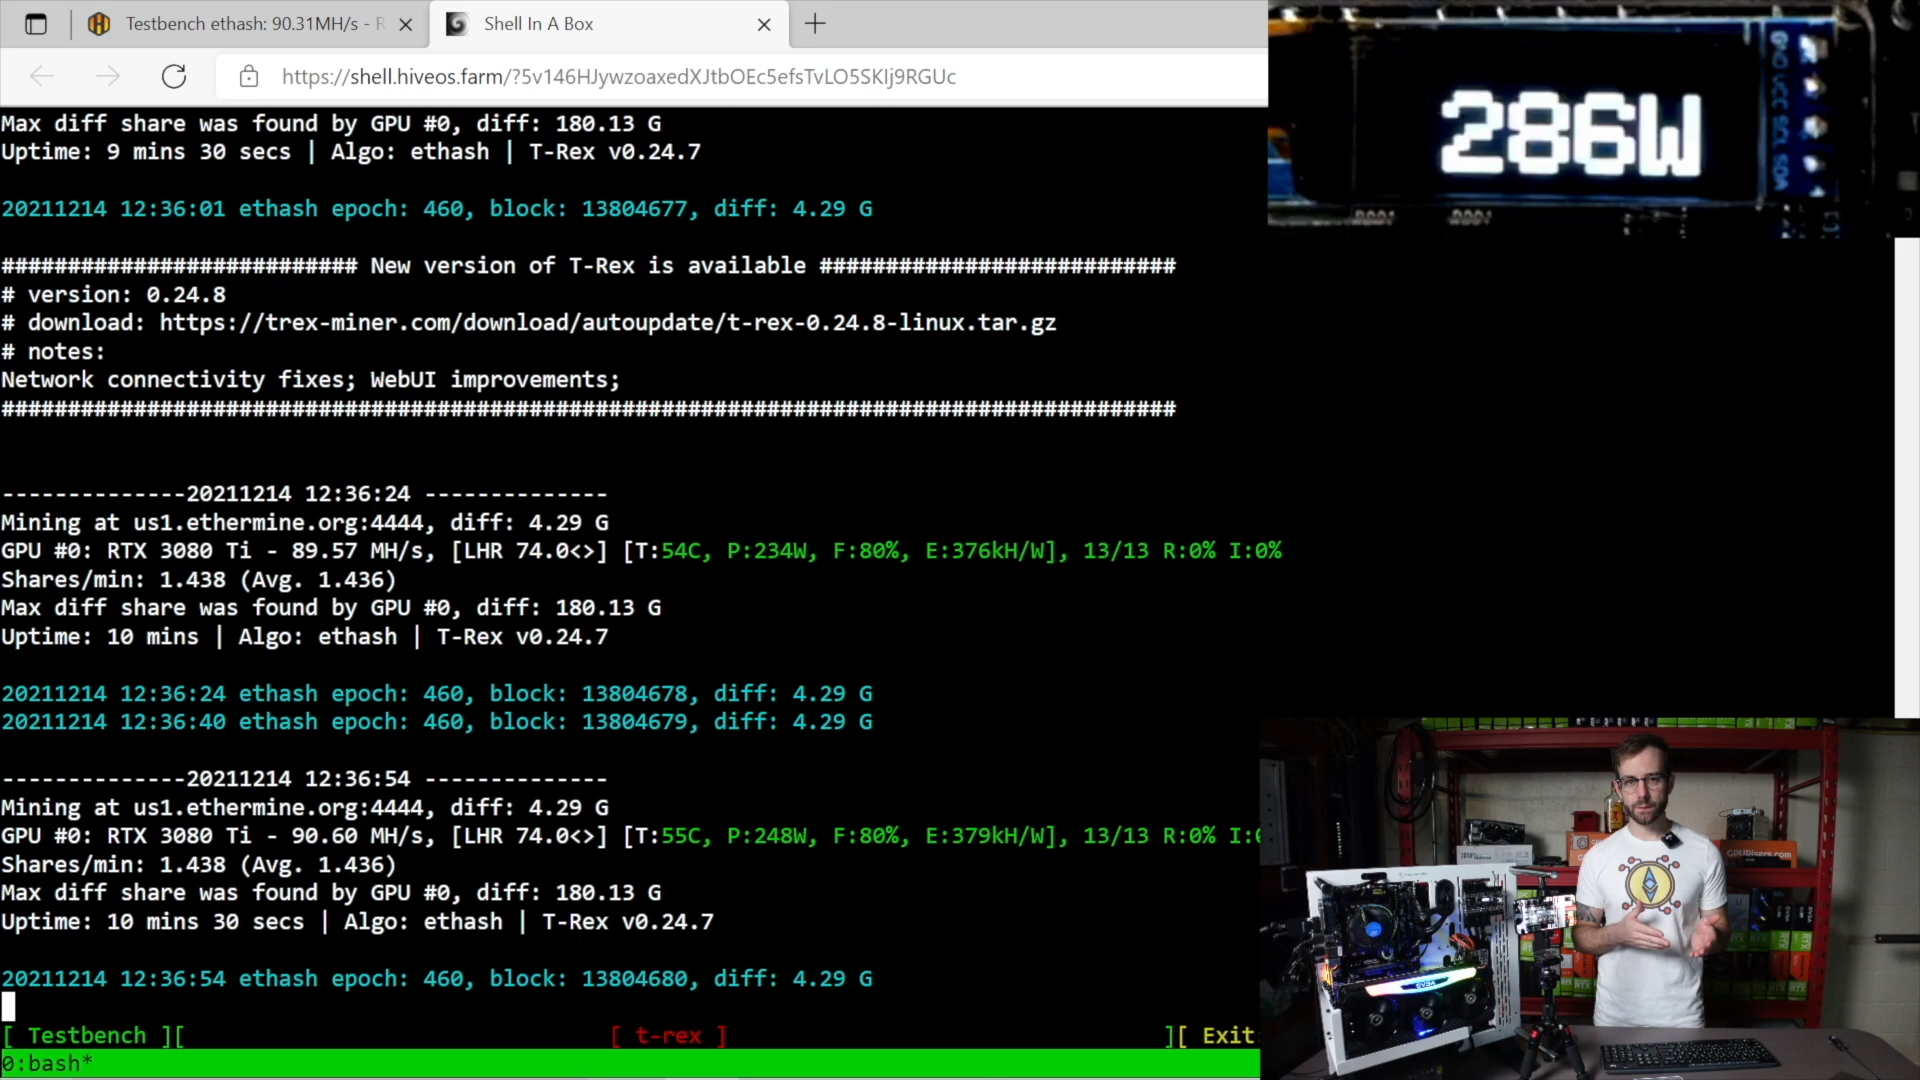 Testbench ethash: 90.31MH/s - R
Shell In A Box
https://shell.hiveos.farm/?5v146HJywzoaxedXJtbOEc5efsTvLO5SKIj9RGUc
286W
GND VCC SCL SDA
Max diff share was found by GPU #0, diff: 180.13 G
Uptime: 9 mins 30 secs | Algo: ethash | T-Rex v0.24.7
20211214 12:36:01 ethash epoch: 460, block: 13804677, diff: 4.29 G
########################### New version of T-Rex is available ###########################
# version: 0.24.8
# download: https://trex-miner.com/download/autoupdate/t-rex-0.24.8-linux.tar.gz
# notes:
Network connectivity fixes; WebUI improvements;
#########################################################################################
--------------20211214 12:36:24 --------------
Mining at us1.ethermine.org:4444, diff: 4.29 G
GPU #0: RTX 3080 Ti - 89.57 MH/s, [LHR 74.0<>] [T:54C, P:234W, F:80%, E:376kH/W], 13/13 R:0% I:0%
Shares/min: 1.438 (Avg. 1.436)
Max diff share was found by GPU #0, diff: 180.13 G
Uptime: 10 mins | Algo: ethash | T-Rex v0.24.7
20211214 12:36:24 ethash epoch: 460, block: 13804678, diff: 4.29 G
20211214 12:36:40 ethash epoch: 460, block: 13804679, diff: 4.29 G
--------------20211214 12:36:54 --------------
Mining at us1.ethermine.org:4444, diff: 4.29 G
GPU #0: RTX 3080 Ti - 90.60 MH/s, [LHR 74.0<>] [T:55C, P:248W, F:80%, E:379kH/W], 13/13 R:0% I:
Shares/min: 1.438 (Avg. 1.436)
Max diff share was found by GPU #0, diff: 180.13 G
Uptime: 10 mins 30 secs | Algo: ethash | T-Rex v0.24.7
20211214 12:36:54 ethash epoch: 460, block: 13804680, diff: 4.29 G
[ Testbench ][ [ t-rex ] ][ Exit
0:bash*
GPURisers.com
EVGA